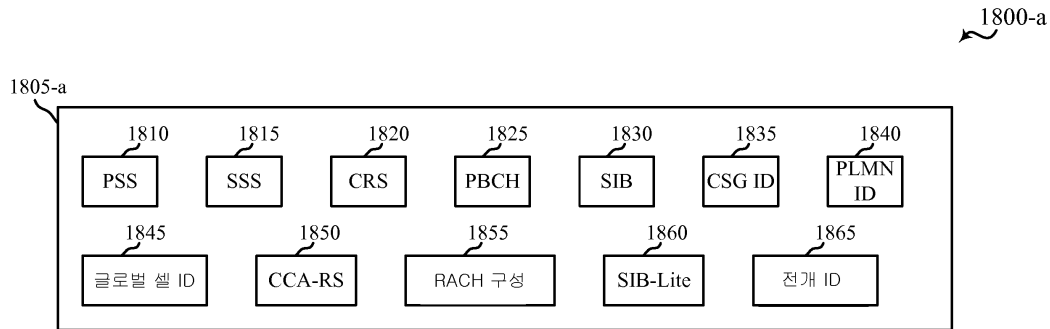 1800-a
1805-a
1810 1815 1820 1825 1830 1835 1840
PSS SSS CRS PBCH SIB CSG ID PLMN ID
1845 1850 1855 1860 1865
글로벌 셀 ID CCA-RS RACH 구성 SIB-Lite 전개 ID